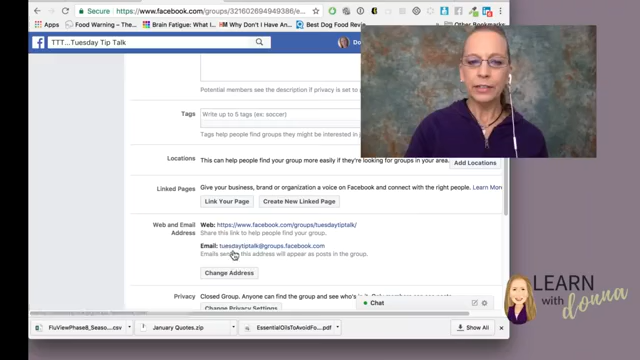 https://www.facebook.com/groups/321602694949386/e
Apps
Food Warning – The
Brain Fatigue: What
Why Don't I Have An
Best Dog Food Revie
Other Bookmarks
TTT...Tuesday Tip Talk
Do
Potential members see the description if privacy is set to
Tags
Write up to 5 tags (ex: soccer)
Tags help people find groups they might be interested in
Locations
This can help people find your group more easily if they're looking for groups in your area.
Add Locations
Linked Pages
Give your business, brand or organization a voice on Facebook and connect with the right people. Learn More
Link Your Page
Create New Linked Page
Web and Email Address
Web: https://www.facebook.com/groups/tuesdaytiptalk/
Share this link to help people find your group.
Email: tuesdaytiptalk@groups.facebook.com
Emails sent this address will appear as posts in the group.
Change Address
Privacy
Closed Group. Anyone can find the group and see who's in it.
Change Privacy Settings
Chat
LEARN
with
donna
FluViewPhase8_Seaso....csv
January Quotes.zip
EssentialOilsToAvoidFo....pdf
Show All